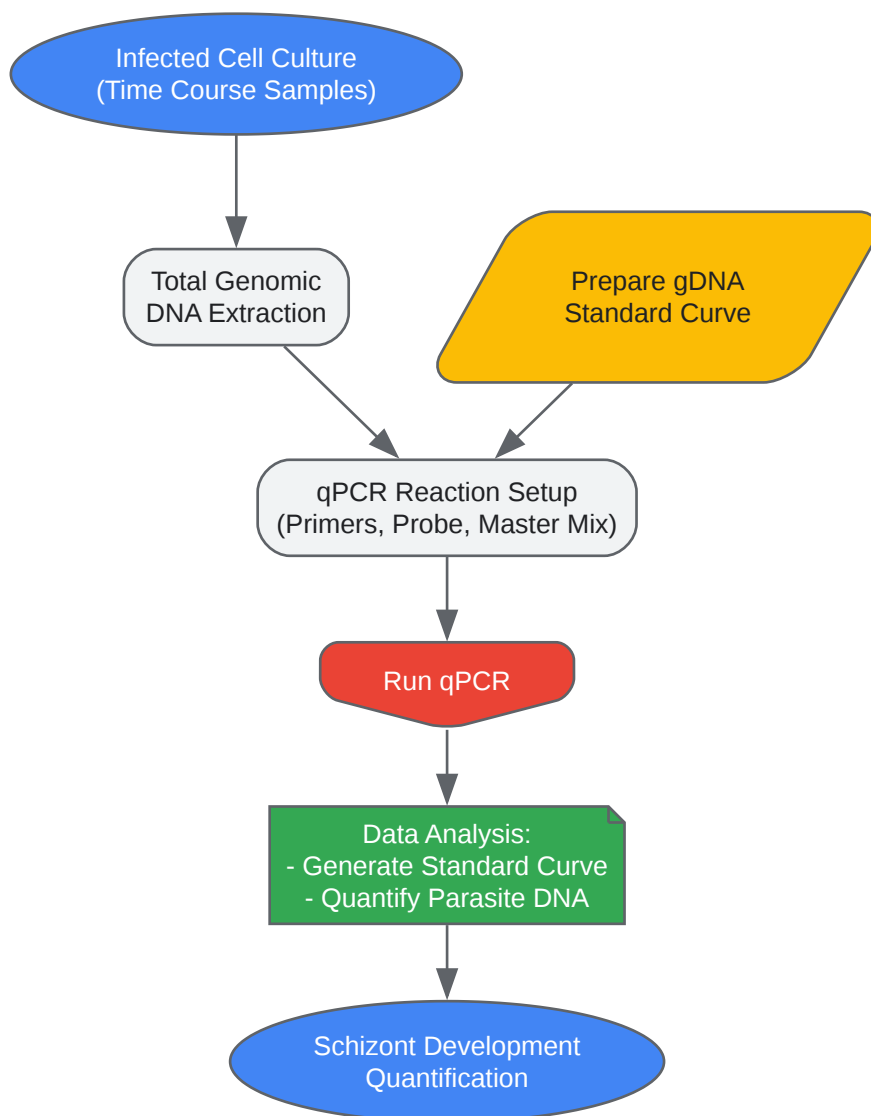 Infected Cell Culture
(Time Course Samples)
Total Genomic
DNA Extraction
Prepare gDNA
Standard Curve
qPCR Reaction Setup
(Primers, Probe, Master Mix)
Run qPCR
Data Analysis:
- Generate Standard Curve
- Quantify Parasite DNA
Schizont Development
Quantification